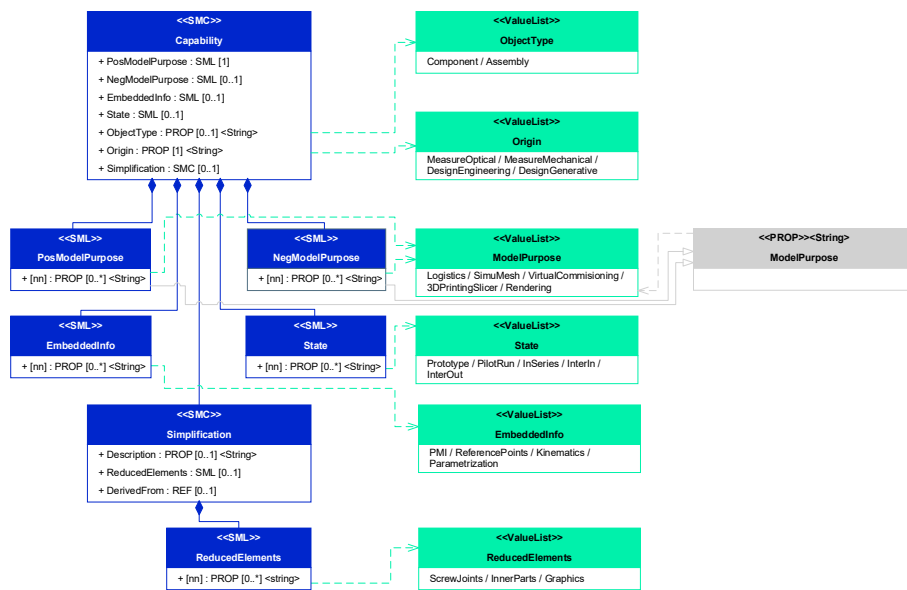 <<SMC>>
Capability
+ PosModelPurpose : SML [1]
+ NegModelPurpose : SML [0..1]
+ EmbeddedInfo : SML [0..1]
+ State : SML [0..1]
+ ObjectType : PROP [0..1] <String>
+ Origin : PROP [1] <String>
+ Simplification : SMC [0..1]
<<ValueList>>
ObjectType
Component / Assembly
<<ValueList>>
Origin
MeasureOptical / MeasureMechanical /
DesignEngineering / DesignGenerative
<<SML>>
PosModelPurpose
+ [nn] : PROP [0..*] <String>
<<SML>>
NegModelPurpose
+ [nn] : PROP [0..*] <String>
<<ValueList>>
ModelPurpose
Logistics / SimuMesh / VirtualCommisioning /
3DPrintingSlicer / Rendering
<<PROP>><String>
ModelPurpose
<<SML>>
EmbeddedInfo
+ [nn] : PROP [0..*] <String>
<<SML>>
State
+ [nn] : PROP [0..*] <String>
<<ValueList>>
State
Prototype / PilotRun / InSeries / InterIn /
InterOut
<<SMC>>
Simplification
+ Description : PROP [0..1] <String>
+ ReducedElements : SML [0..1]
+ DerivedFrom : REF [0..1]
<<ValueList>>
EmbeddedInfo
PMI / ReferencePoints / Kinematics /
Parametrization
<<SML>>
ReducedElements
+ [nn] : PROP [0..*] <string>
<<ValueList>>
ReducedElements
ScrewJoints / InnerParts / Graphics